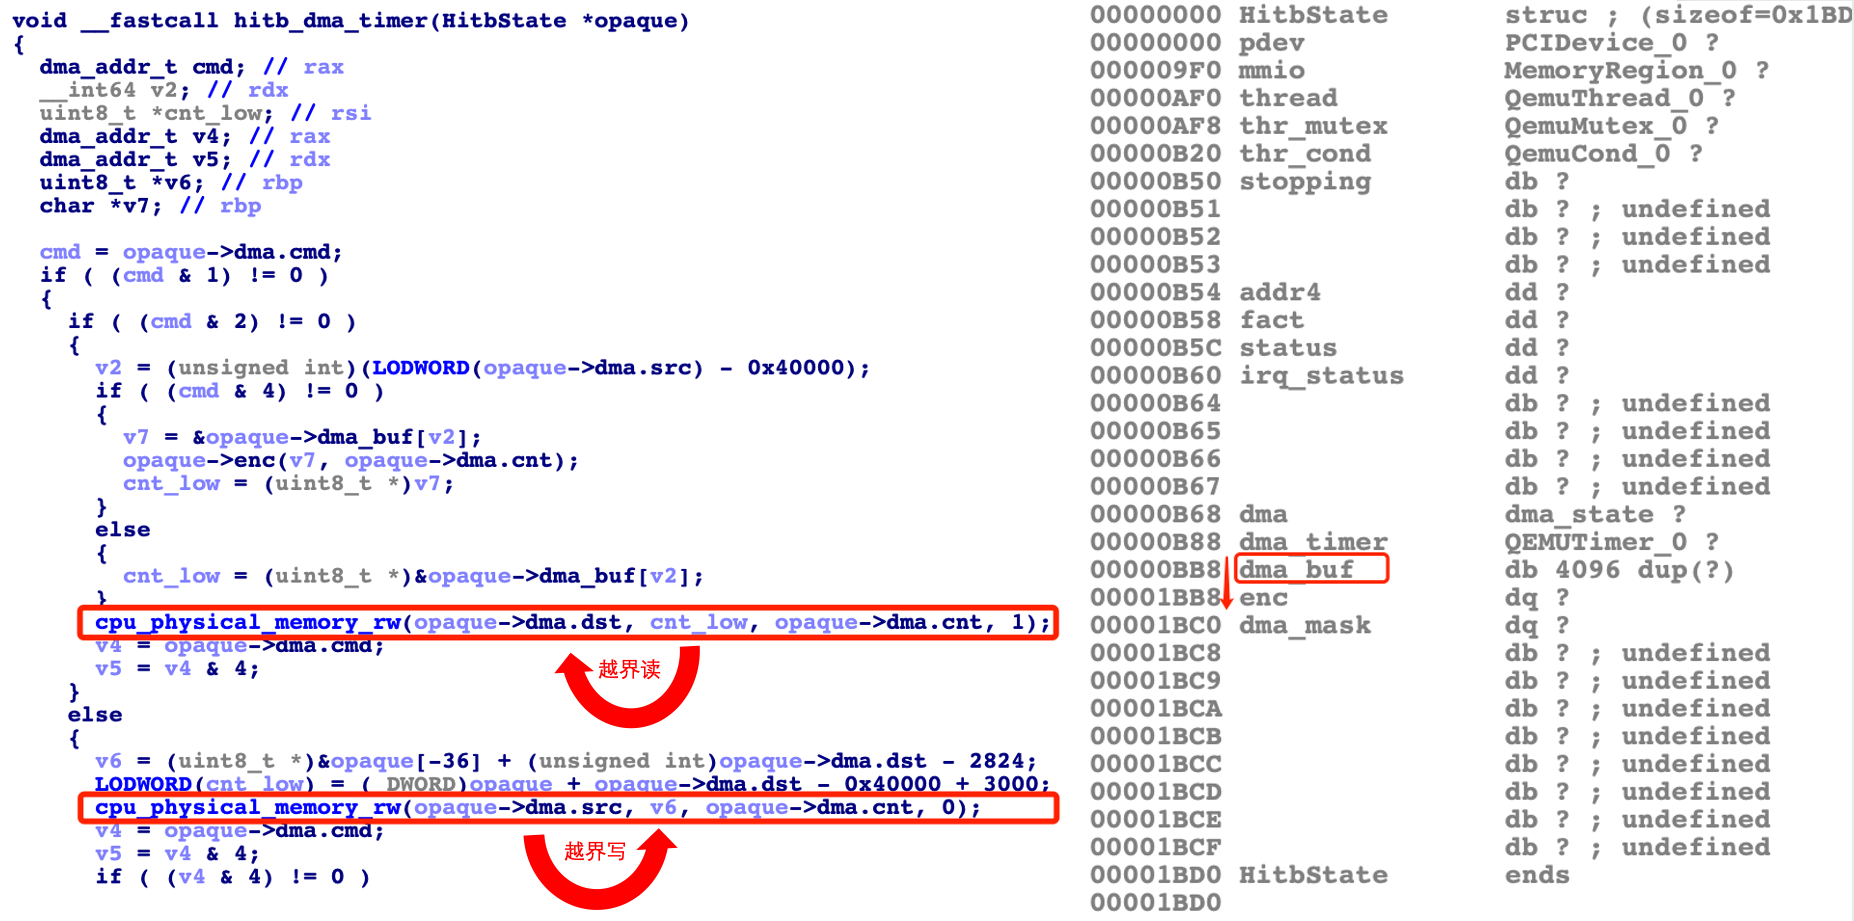 void __fastcall hitb_dma_timer(HitbState *opaque)
{
dma_addr_t cmd; // rax
__int64 v2; // rdx
uint8_t *cnt_low; // rsi
dma_addr_t v4; // rax
dma_addr_t v5; // rdx
uint8_t *v6; // rbp
char *v7; // rbp
cmd = opaque->dma.cmd;
if ( (cmd & 1) != 0 )
{
if ( (cmd & 2) != 0 )
{
v2 = (unsigned int)(LODWORD(opaque->dma.src) - 0x40000);
if ( (cmd & 4) != 0 )
{
v7 = &opaque->dma_buf[v2];
opaque->enc(v7, opaque->dma.cnt);
cnt_low = (uint8_t *)v7;
}
else
{
cnt_low = (uint8_t *)&opaque->dma_buf[v2];
}
cpu_physical_memory_rw(opaque->dma.dst, cnt_low, opaque->dma.cnt, 1);
v4 = opaque->dma.cmd;
v5 = v4 & 4;
越界读
}
else
{
v6 = (uint8_t *)&opaque[-36] + (unsigned int)opaque->dma.dst - 2824;
LODWORD(cnt_low) = (_DWORD)opaque + opaque->dma.dst - 0x40000 + 3000;
cpu_physical_memory_rw(opaque->dma.src, v6, opaque->dma.cnt, 0);
v4 = opaque->dma.cmd;
v5 = v4 & 4;
越界写
if ( (v4 & 4) != 0 )
00000000 HitbState struc ; (sizeof=0x1BD
00000000 pdev PCIDevice_0 ?
000009F0 mmio MemoryRegion_0 ?
00000AF0 thread QemuThread_0 ?
00000AF8 thr_mutex QemuMutex_0 ?
00000B20 thr_cond QemuCond_0 ?
00000B50 stopping db ?
00000B51 db ? ; undefined
00000B52 db ? ; undefined
00000B53 db ? ; undefined
00000B54 addr4 dd ?
00000B58 fact dd ?
00000B5C status dd ?
00000B60 irq_status dd ?
00000B64 db ? ; undefined
00000B65 db ? ; undefined
00000B66 db ? ; undefined
00000B67 db ? ; undefined
00000B68 dma dma_state ?
00000B88 dma_timer QEMUTimer_0 ?
00000BB8 dma_buf db 4096 dup(?)
00001BB8 enc dq ?
00001BC0 dma_mask dq ?
00001BC8 db ? ; undefined
00001BC9 db ? ; undefined
00001BCA db ? ; undefined
00001BCB db ? ; undefined
00001BCC db ? ; undefined
00001BCD db ? ; undefined
00001BCE db ? ; undefined
00001BCF db ? ; undefined
00001BD0 HitbState ends
00001BD0